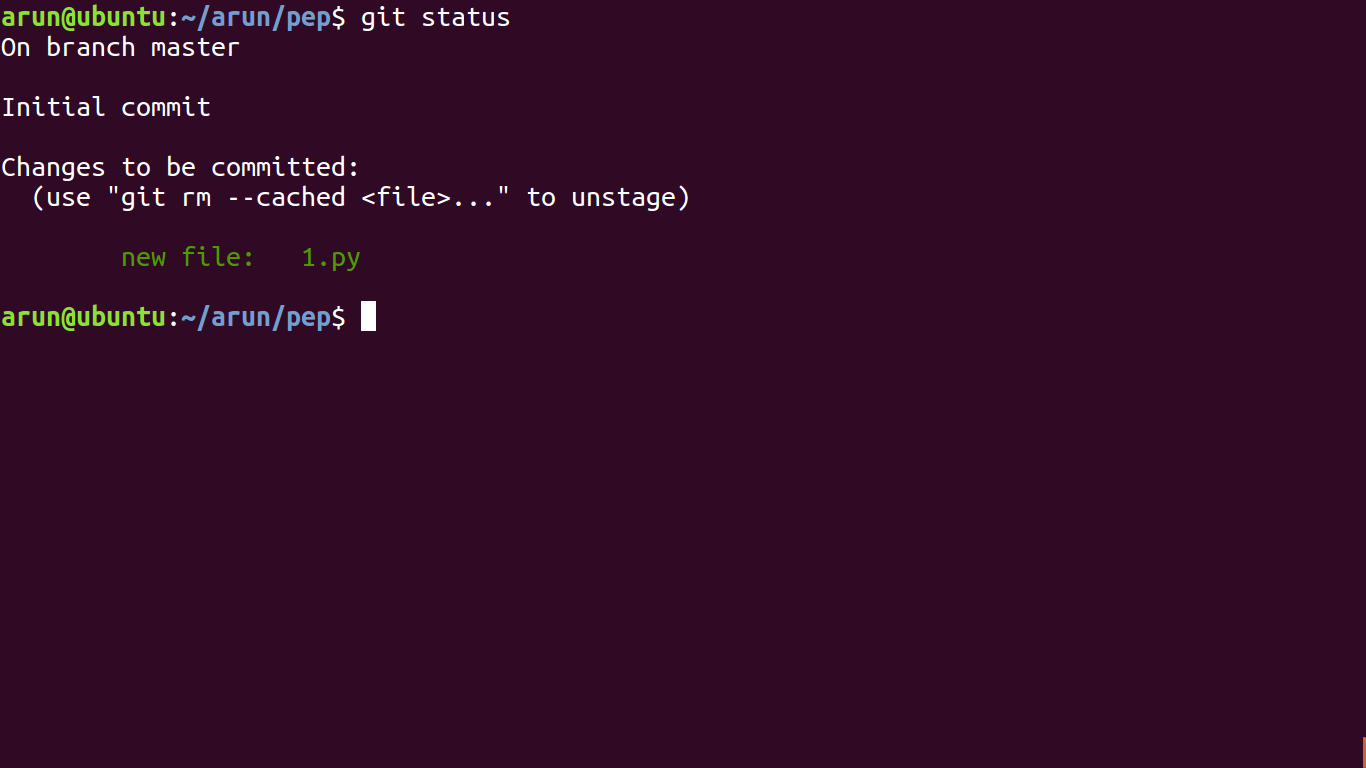 arun@ubuntu:~/arun/pep$ git status
On branch master
Initial commit
Changes to be committed:
  (use "git rm --cached <file>..." to unstage)
        new file:   1.py
arun@ubuntu:~/arun/pep$